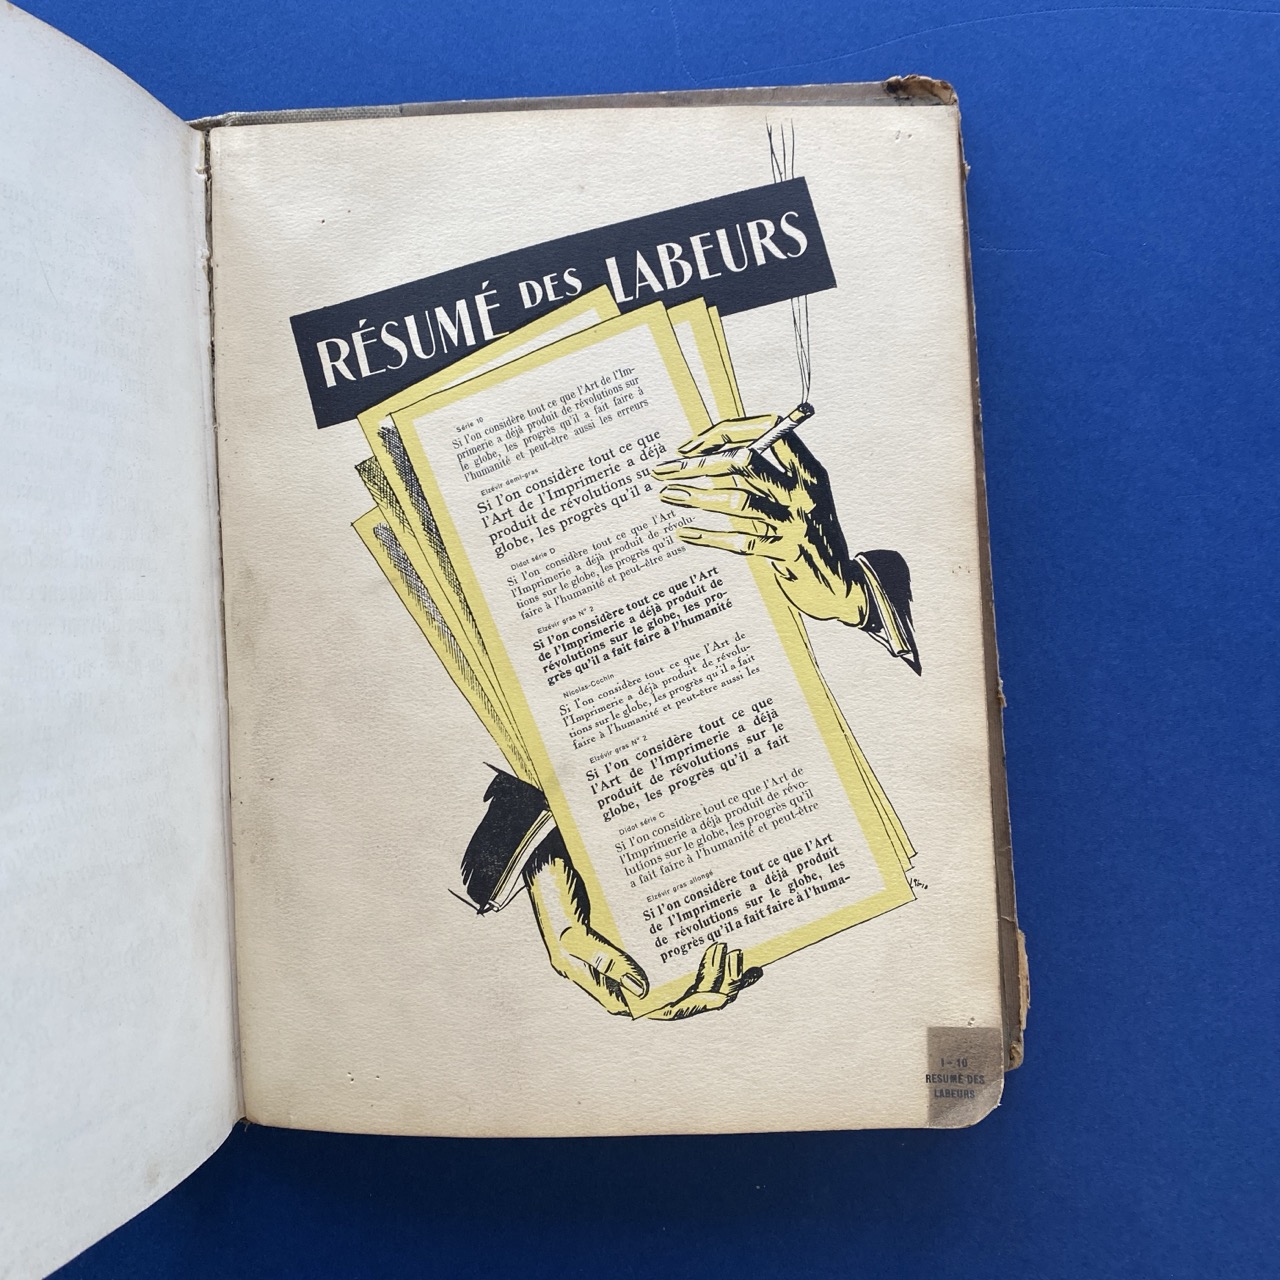 RÉSUMÉ DES LABEURS
Série 10
Si l'on considère tout ce que l'Art de l'Im-
primerie a déjà produit de révolutions sur
le globe, les progrès qu'il a fait faire à
l'humanité et peut-être aussi les erreurs
Elzévir demi-gras
Si l'on considère tout ce que
l'Art de l'Imprimerie a déjà
produit de révolutions su
globe, les progrès qu'il a
Didot série D
Si l'on considère tout ce que l'Art
l'Imprimerie a déjà produit de révolu-
tions sur le globe, les progrès qu'il
faire à l'humanité et peut-être auss
Elzévir gras N° 2
Si l'on considère tout ce que l'Art
de l'Imprimerie a déjà produit de
révolutions sur le globe, les pro-
grès qu'il a fait faire à l'humanité
Nicolas-Cochin
Si l'on considère tout ce que l'Art de
l'Imprimerie a déjà produit de révolu-
tions sur le globe, les progrès qu'il a fait
faire à l'humanité et peut-être aussi les
Elzévir gras N° 2
Si l'on considère tout ce que
l'Art de l'Imprimerie a déjà
produit de révolutions sur le
globe, les progrès qu'il a fait
Didot série C
Si l'on considère tout ce que l'Art de
l'Imprimerie a déjà produit de révo-
lutions sur le globe, les progrès qu'il
a fait faire à l'humanité et peut-être
Elzévir gras allongé
Si l'on considère tout ce que l'Art
de l'Imprimerie a déjà produit
de révolutions sur le globe, les
progrès qu'il a fait faire à l'huma-
1-10
RÉSUMÉ DES
LABEURS